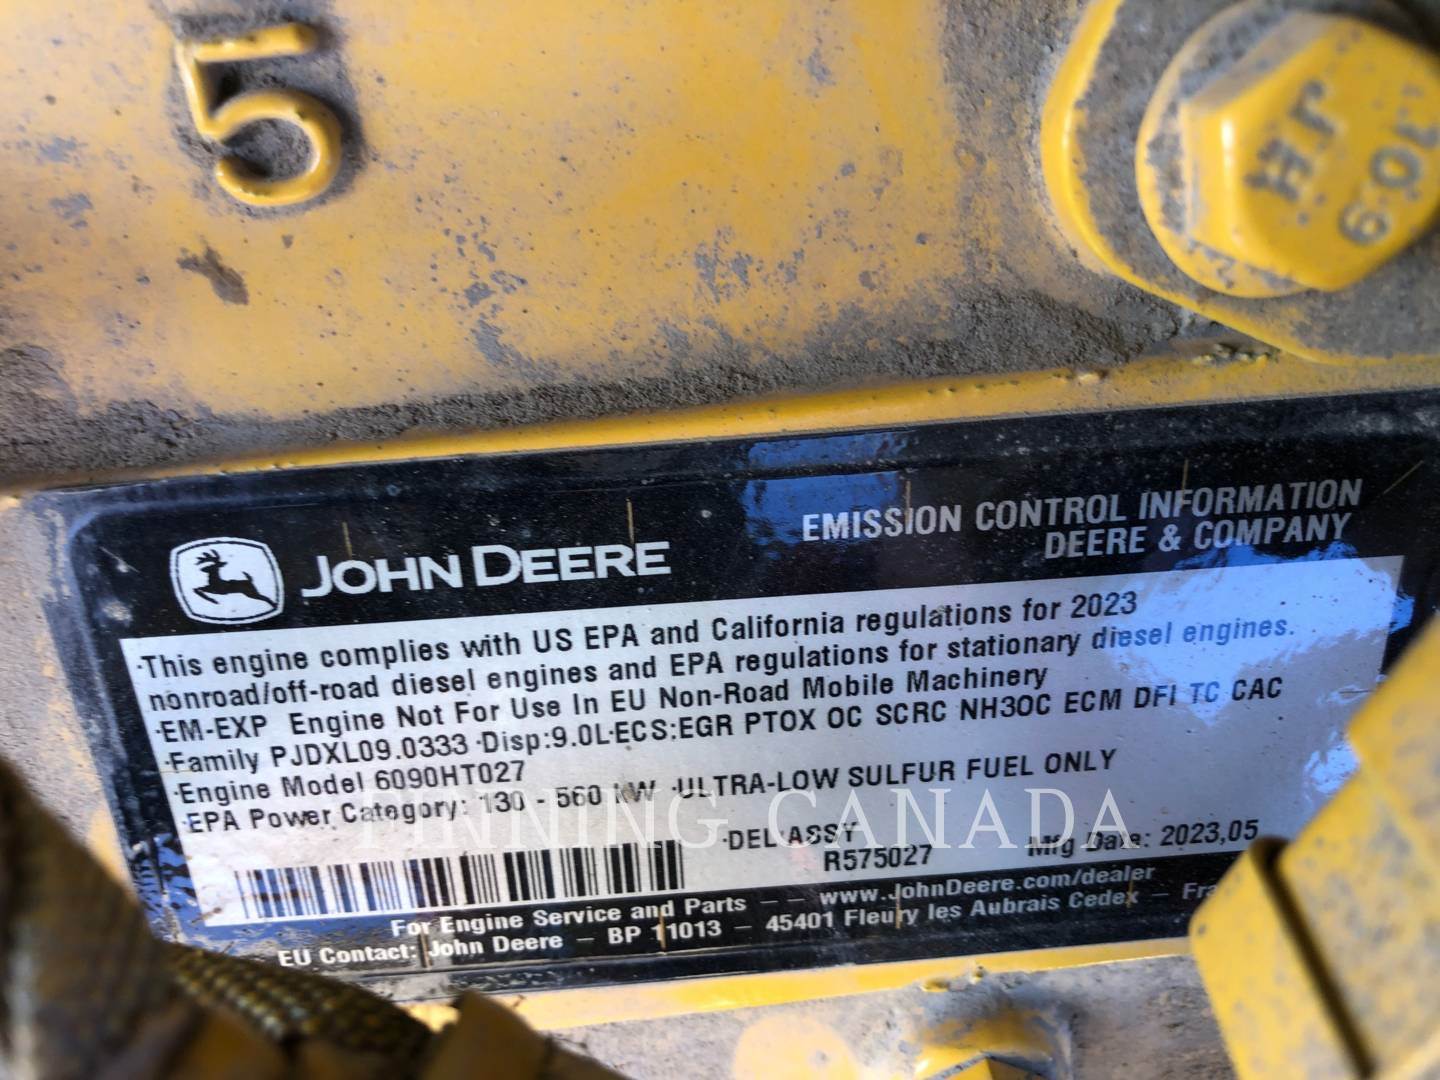 5
HF JH
10.9
JOHN DEERE
EMISSION CONTROL INFORMATION
DEERE & COMPANY
·This engine complies with US EPA and California regulations for 2023
nonroad/off-road diesel engines and EPA regulations for stationary diesel engines.
·EM-EXP Engine Not For Use In EU Non-Road Mobile Machinery
·Family PJDXL09.0333 ·Disp:9.0L·ECS:EGR PTOX OC SCRC NH3OC ECM DFI TC CAC
·Engine Model 6090HT027
·EPA Power Category: 130 - 560 kW ·ULTRA-LOW SULFUR FUEL ONLY
FINNING CANADA
·DEL'ASSY
R575027
Mfg Date: 2023,05
For Engine Service and Parts – – www.JohnDeere.com/dealer
EU Contact: John Deere – BP 11013 – 45401 Fleury les Aubrais Cedex – Fra